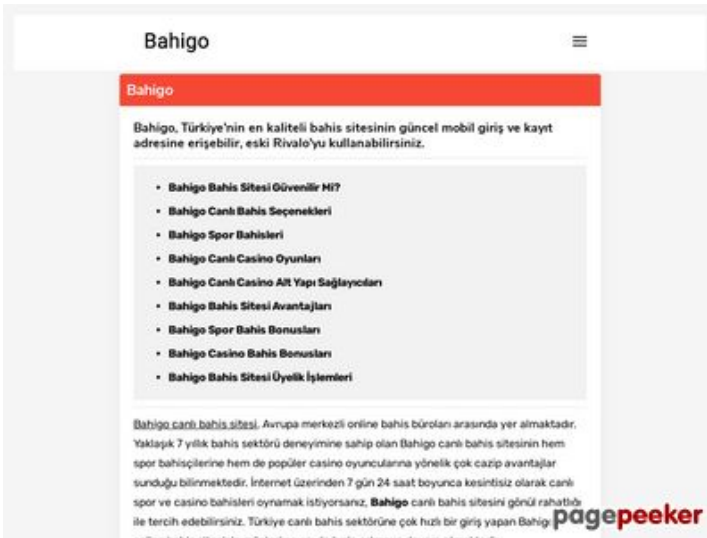 Bahigo
Bahigo
Bahigo, Türkiye'nin en kaliteli bahis sitesinin güncel mobil giriş ve kayıt
adresine erişebilir, eski Rivalo'yu kullanabilirsiniz.
Bahigo Bahis Sitesi Güvenilir Mi?
Bahigo Canlı Bahis Seçenekleri
Bahigo Spor Bahisleri
Bahigo Canlı Casino Oyunları
Bahigo Canlı Casino Alt Yapı Sağlayıcıları
Bahigo Bahis Sitesi Avantajları
Bahigo Spor Bahis Bonusları
Bahigo Casino Bahis Bonusları
Bahigo Bahis Sitesi Üyelik İşlemleri
Bahigo canlı bahis sitesi, Avrupa merkezli online bahis büroları arasında yer almaktadır.
Yaklaşık 7 yıllık bahis sektörü deneyimine sahip olan Bahigo canlı bahis sitesinin hem
spor bahisçilerine hem de popüler casino oyuncularına yönelik çok cazip avantajlar
sunduğu bilinmektedir. İnternet üzerinden 7 gün 24 saat boyunca kesintisiz olarak canlı
spor ve casino bahisleri oynamak istiyorsanız, Bahigo canlı bahis sitesini gönül rahatlığı
ile tercih edebilirsiniz. Türkiye canlı bahis sektörüne çok hızlı bir giriş yapan Bahigo
pagepeeker